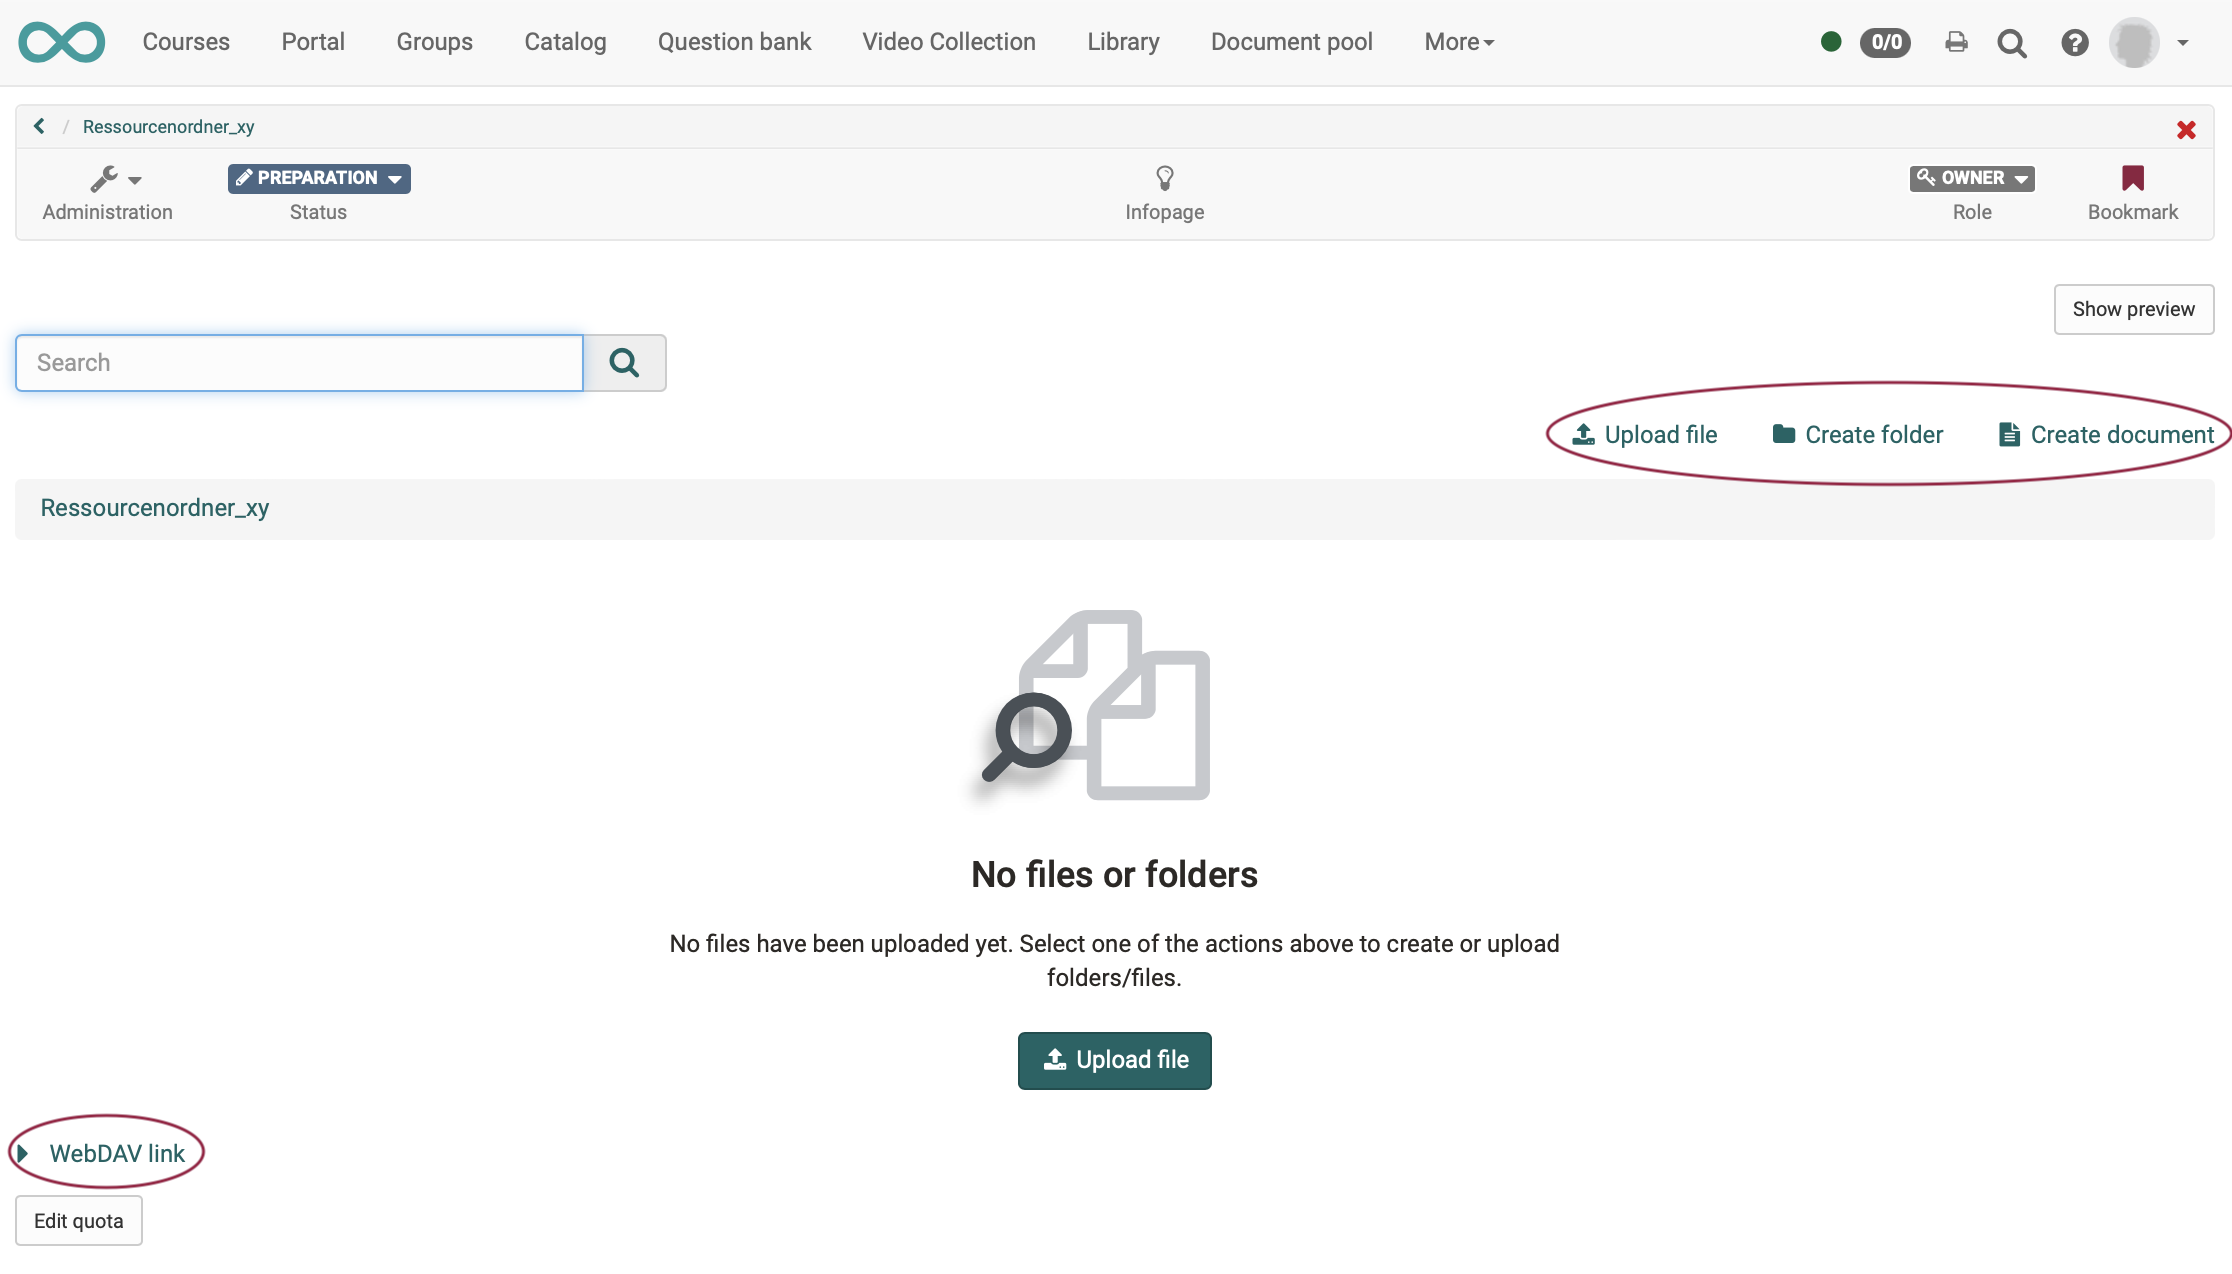 Courses Portal Groups Catalog Question bank Video Collection Library Document pool More 0/0
/ Ressourcenordner_xy
PREPARATION OWNER
Administration Status Infopage Role Bookmark
Show preview
Search
Upload file Create folder Create document
Ressourcenordner_xy
No files or folders
No files have been uploaded yet. Select one of the actions above to create or upload
folders/files.
Upload file
WebDAV link
Edit quota